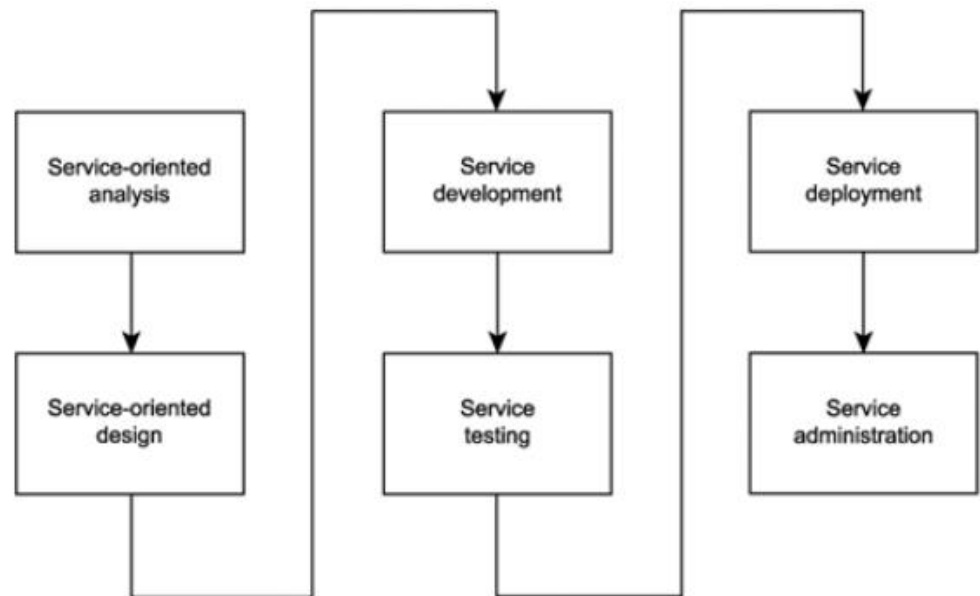 Service-oriented
analysis
Service-oriented
design
Service
development
Service
testing
Service
deployment
Service
administration